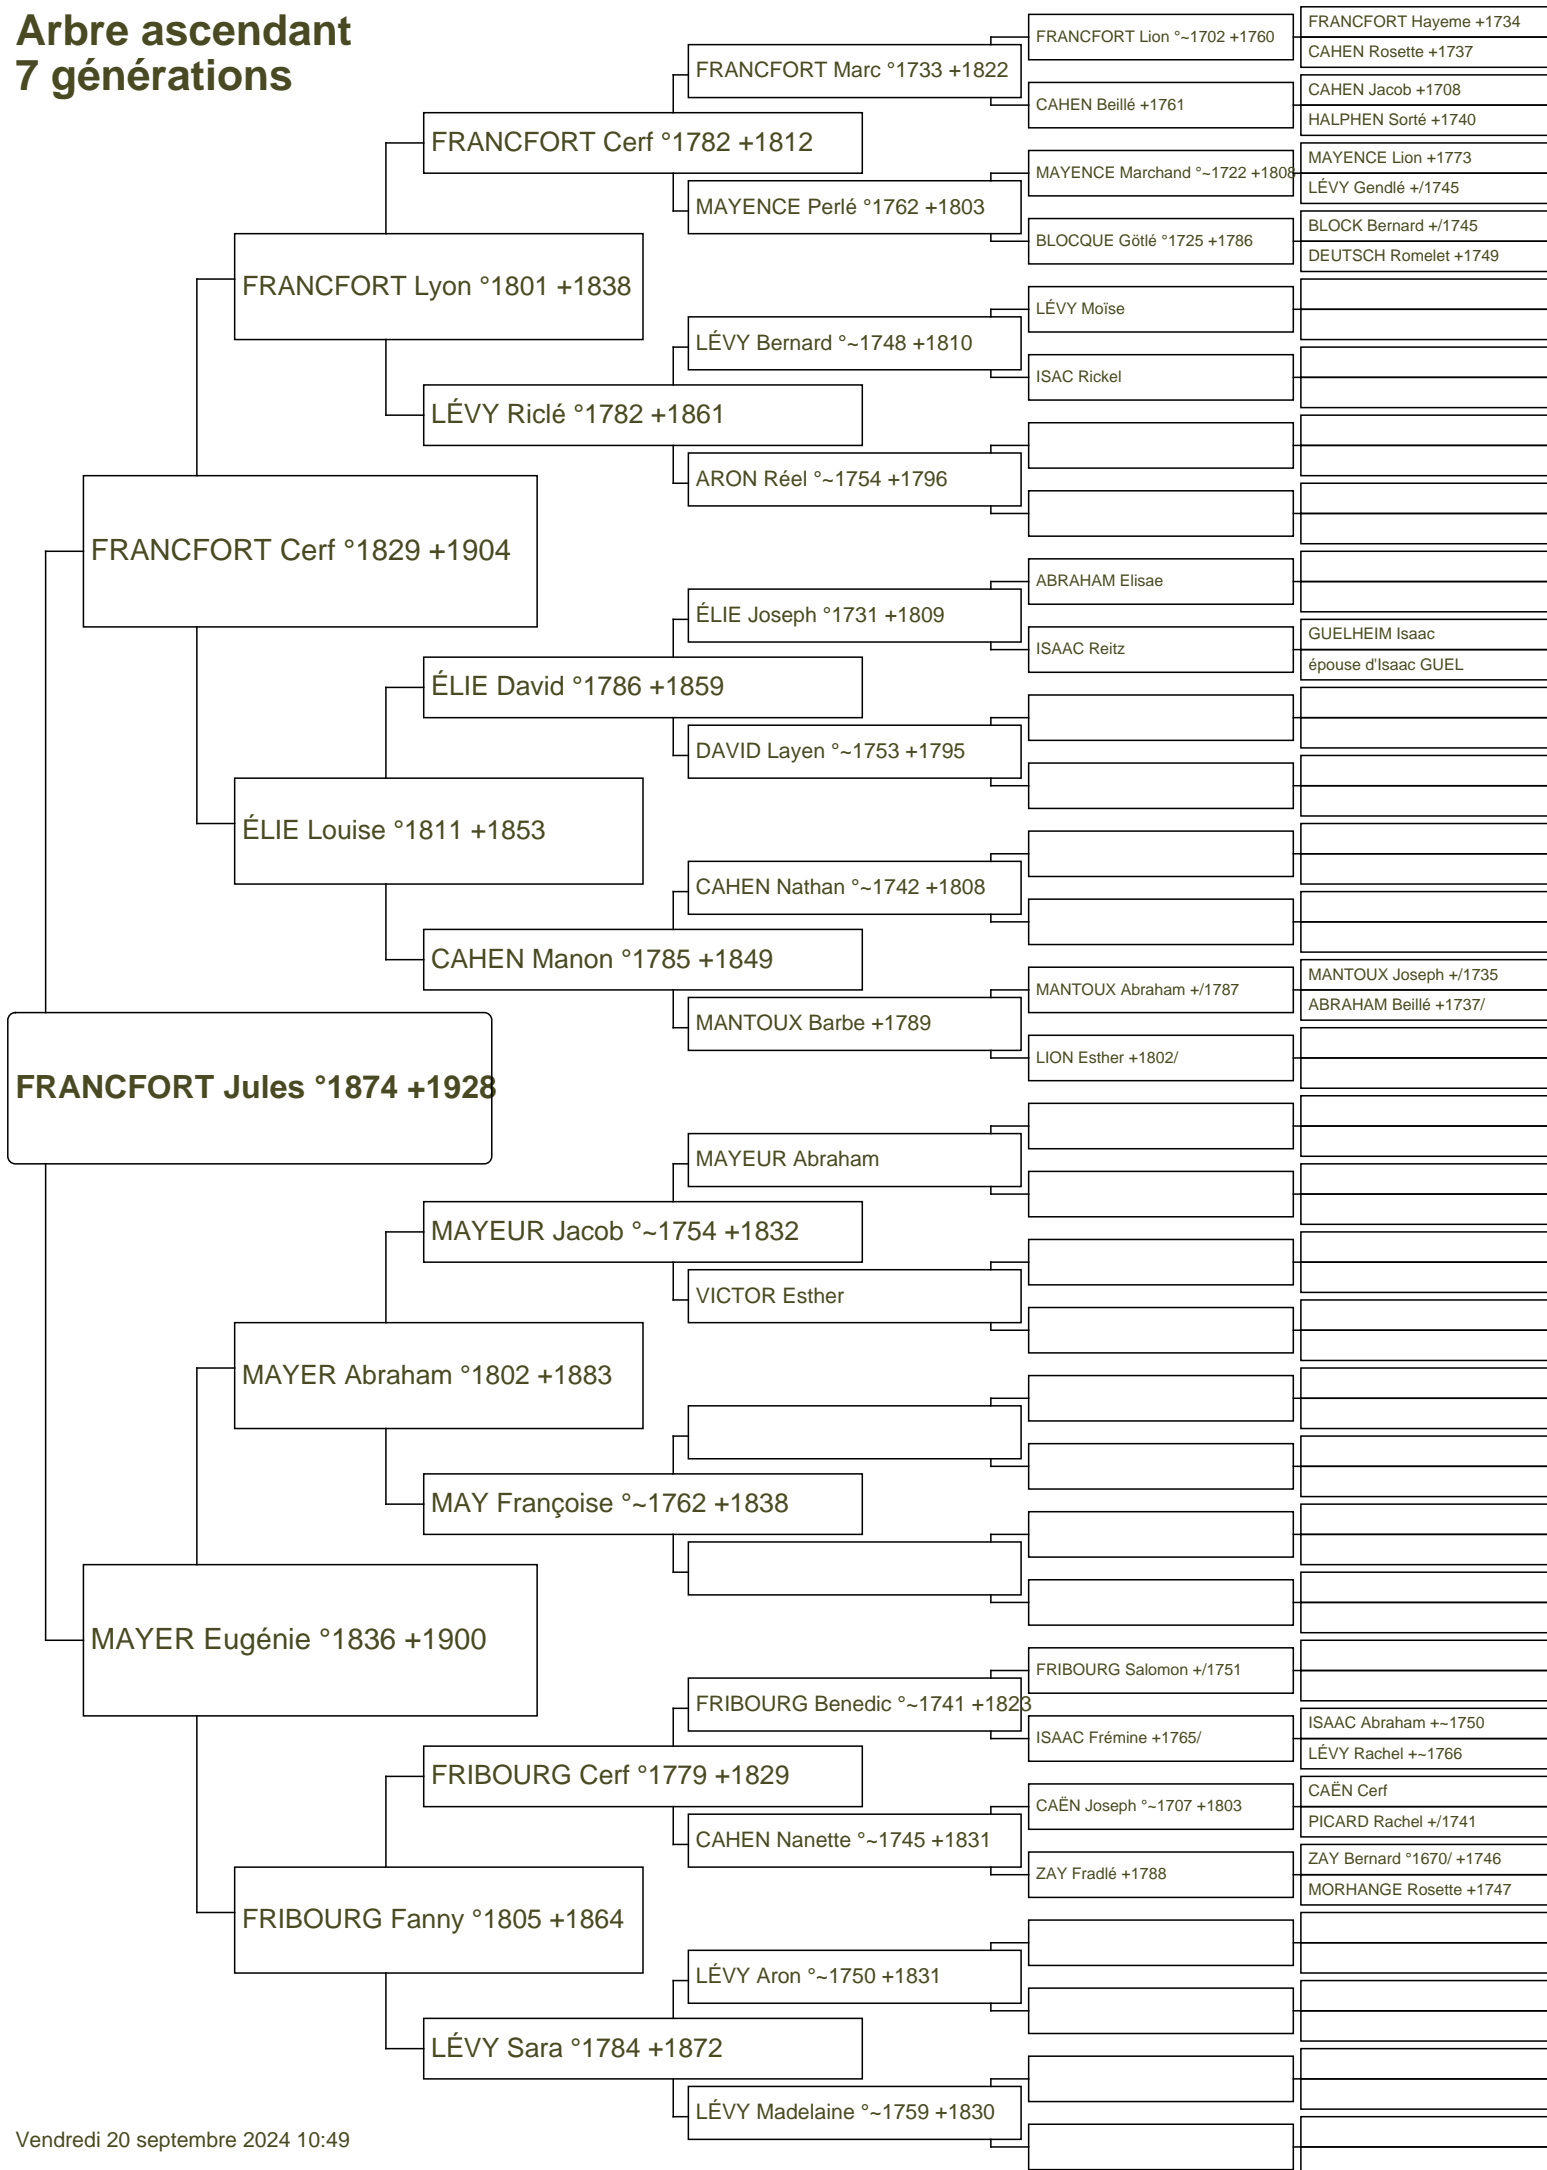 Arbre ascendant
7 générations
FRANCFORT Jules °1874 +1928
FRANCFORT Cerf °1829 +1904
MAYER Eugénie °1836 +1900
FRANCFORT Lyon °1801 +1838
ÉLIE Louise °1811 +1853
MAYER Abraham °1802 +1883
FRIBOURG Fanny °1805 +1864
FRANCFORT Cerf °1782 +1812
LÉVY Riclé °1782 +1861
ÉLIE David °1786 +1859
CAHEN Manon °1785 +1849
MAYEUR Jacob °~1754 +1832
MAY Françoise °~1762 +1838
FRIBOURG Cerf °1779 +1829
LÉVY Sara °1784 +1872
FRANCFORT Marc °1733 +1822
MAYENCE Perlé °1762 +1803
LÉVY Bernard °~1748 +1810
ARON Réel °~1754 +1796
ÉLIE Joseph °1731 +1809
DAVID Layen °~1753 +1795
CAHEN Nathan °~1742 +1808
MANTOUX Barbe +1789
MAYEUR Abraham
VICTOR Esther
FRIBOURG Benedic °~1741 +1823
CAHEN Nanette °~1745 +1831
LÉVY Aron °~1750 +1831
LÉVY Madelaine °~1759 +1830
FRANCFORT Lion °~1702 +1760
CAHEN Beillé +1761
MAYENCE Marchand °~1722 +1808
BLOCQUE Götlé °1725 +1786
LÉVY Moïse
ISAC Rickel
ABRAHAM Elisae
ISAAC Reitz
MANTOUX Abraham +/1787
LION Esther +1802/
FRIBOURG Salomon +/1751
ISAAC Frémine +1765/
CAËN Joseph °~1707 +1803
ZAY Fradlé +1788
FRANCFORT Hayeme +1734
CAHEN Rosette +1737
CAHEN Jacob +1708
HALPHEN Sorté +1740
MAYENCE Lion +1773
LÉVY Gendlé +/1745
BLOCK Bernard +/1745
DEUTSCH Romelet +1749
GUELHEIM Isaac
épouse d'Isaac GUEL
MANTOUX Joseph +/1735
ABRAHAM Beillé +1737/
ISAAC Abraham +~1750
LÉVY Rachel +~1766
CAËN Cerf
PICARD Rachel +/1741
ZAY Bernard °1670/ +1746
MORHANGE Rosette +1747
Vendredi 20 septembre 2024 10:49